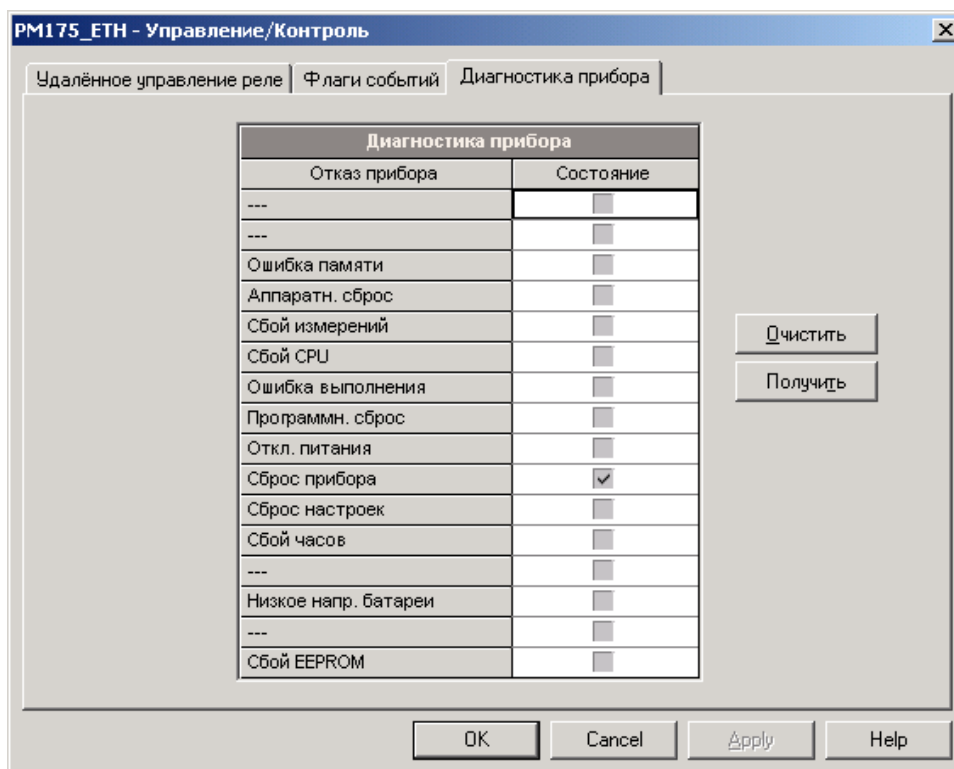 PM175_ETH - Управление/Контроль
Удалённое управление реле Флаги событий Диагностика прибора
Диагностика прибора
Отказ прибора Состояние
---
---
Ошибка памяти
Аппаратн. сброс
Сбой измерений
Сбой CPU
Ошибка выполнения
Программн. сброс
Откл. питания
Сброс прибора
Сброс настроек
Сбой часов
---
Низкое напр. батареи
---
Сбой EEPROM
Очистить
Получить
OK Cancel Apply Help